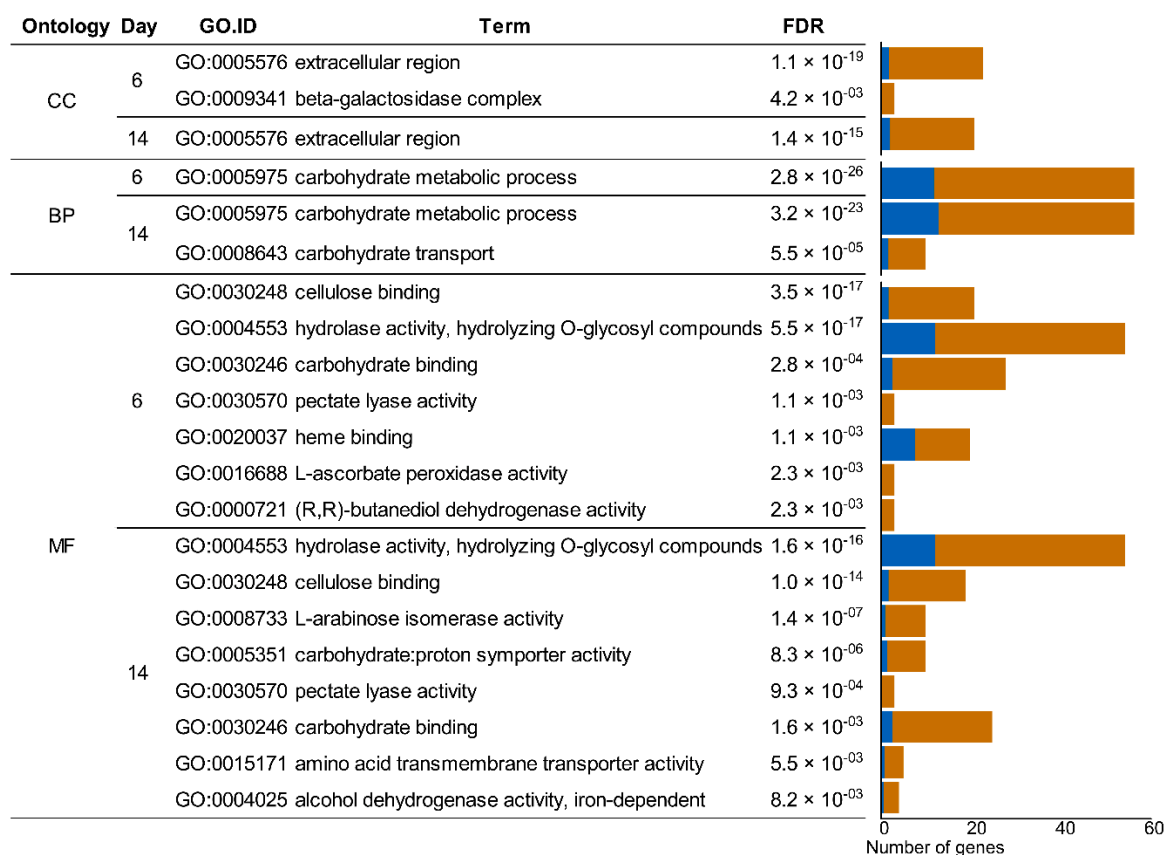 Ontology Day GO.ID Term FDR
CC 6 GO:0005576 extracellular region 1.1 × 10^-19
GO:0009341 beta-galactosidase complex 4.2 × 10^-03
14 GO:0005576 extracellular region 1.4 × 10^-15
BP 6 GO:0005975 carbohydrate metabolic process 2.8 × 10^-26
14 GO:0005975 carbohydrate metabolic process 3.2 × 10^-23
GO:0008643 carbohydrate transport 5.5 × 10^-05
MF 6 GO:0030248 cellulose binding 3.5 × 10^-17
GO:0004553 hydrolase activity, hydrolyzing O-glycosyl compounds 5.5 × 10^-17
GO:0030246 carbohydrate binding 2.8 × 10^-04
GO:0030570 pectate lyase activity 1.1 × 10^-03
GO:0020037 heme binding 1.1 × 10^-03
GO:0016688 L-ascorbate peroxidase activity 2.3 × 10^-03
GO:0000721 (R,R)-butanediol dehydrogenase activity 2.3 × 10^-03
14 GO:0004553 hydrolase activity, hydrolyzing O-glycosyl compounds 1.6 × 10^-16
GO:0030248 cellulose binding 1.0 × 10^-14
GO:0008733 L-arabinose isomerase activity 1.4 × 10^-07
GO:0005351 carbohydrate:proton symporter activity 8.3 × 10^-06
GO:0030570 pectate lyase activity 9.3 × 10^-04
GO:0030246 carbohydrate binding 1.6 × 10^-03
GO:0015171 amino acid transmembrane transporter activity 5.5 × 10^-03
GO:0004025 alcohol dehydrogenase activity, iron-dependent 8.2 × 10^-03
0 20 40 60
Number of genes